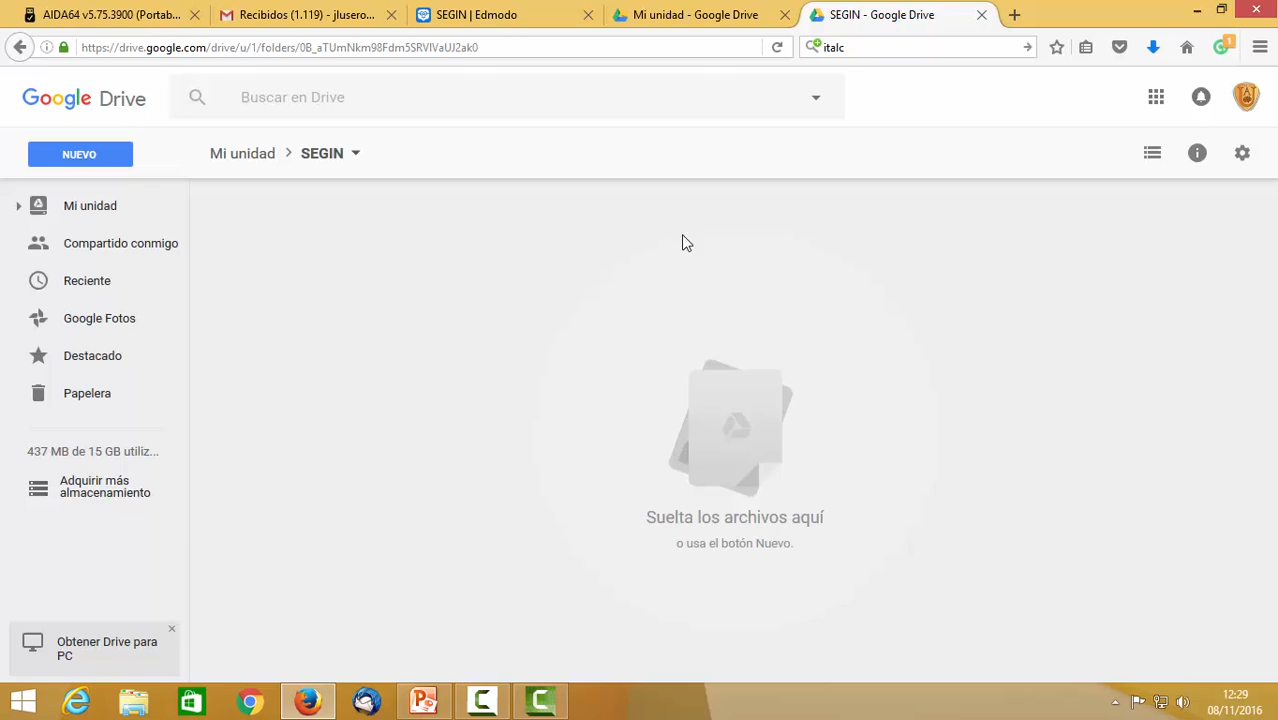 AIDA64 v5.75.3900 (Portab...
Recibidos (1.119) - jlusero...
SEGIN | Edmodo
Mi unidad - Google Drive
SEGIN - Google Drive
https://drive.google.com/drive/u/1/folders/0B_aTUmNkm98Fdm5SRVlVaUJ2ak0
italc
1
Google Drive
Buscar en Drive
NUEVO
Mi unidad > SEGIN
Mi unidad
Compartido conmigo
Reciente
Google Fotos
Destacado
Papelera
437 MB de 15 GB utiliz...
Adquirir más
almacenamiento
Suelta los archivos aquí
o usa el botón Nuevo.
Obtener Drive para
PC
12:29
08/11/2016